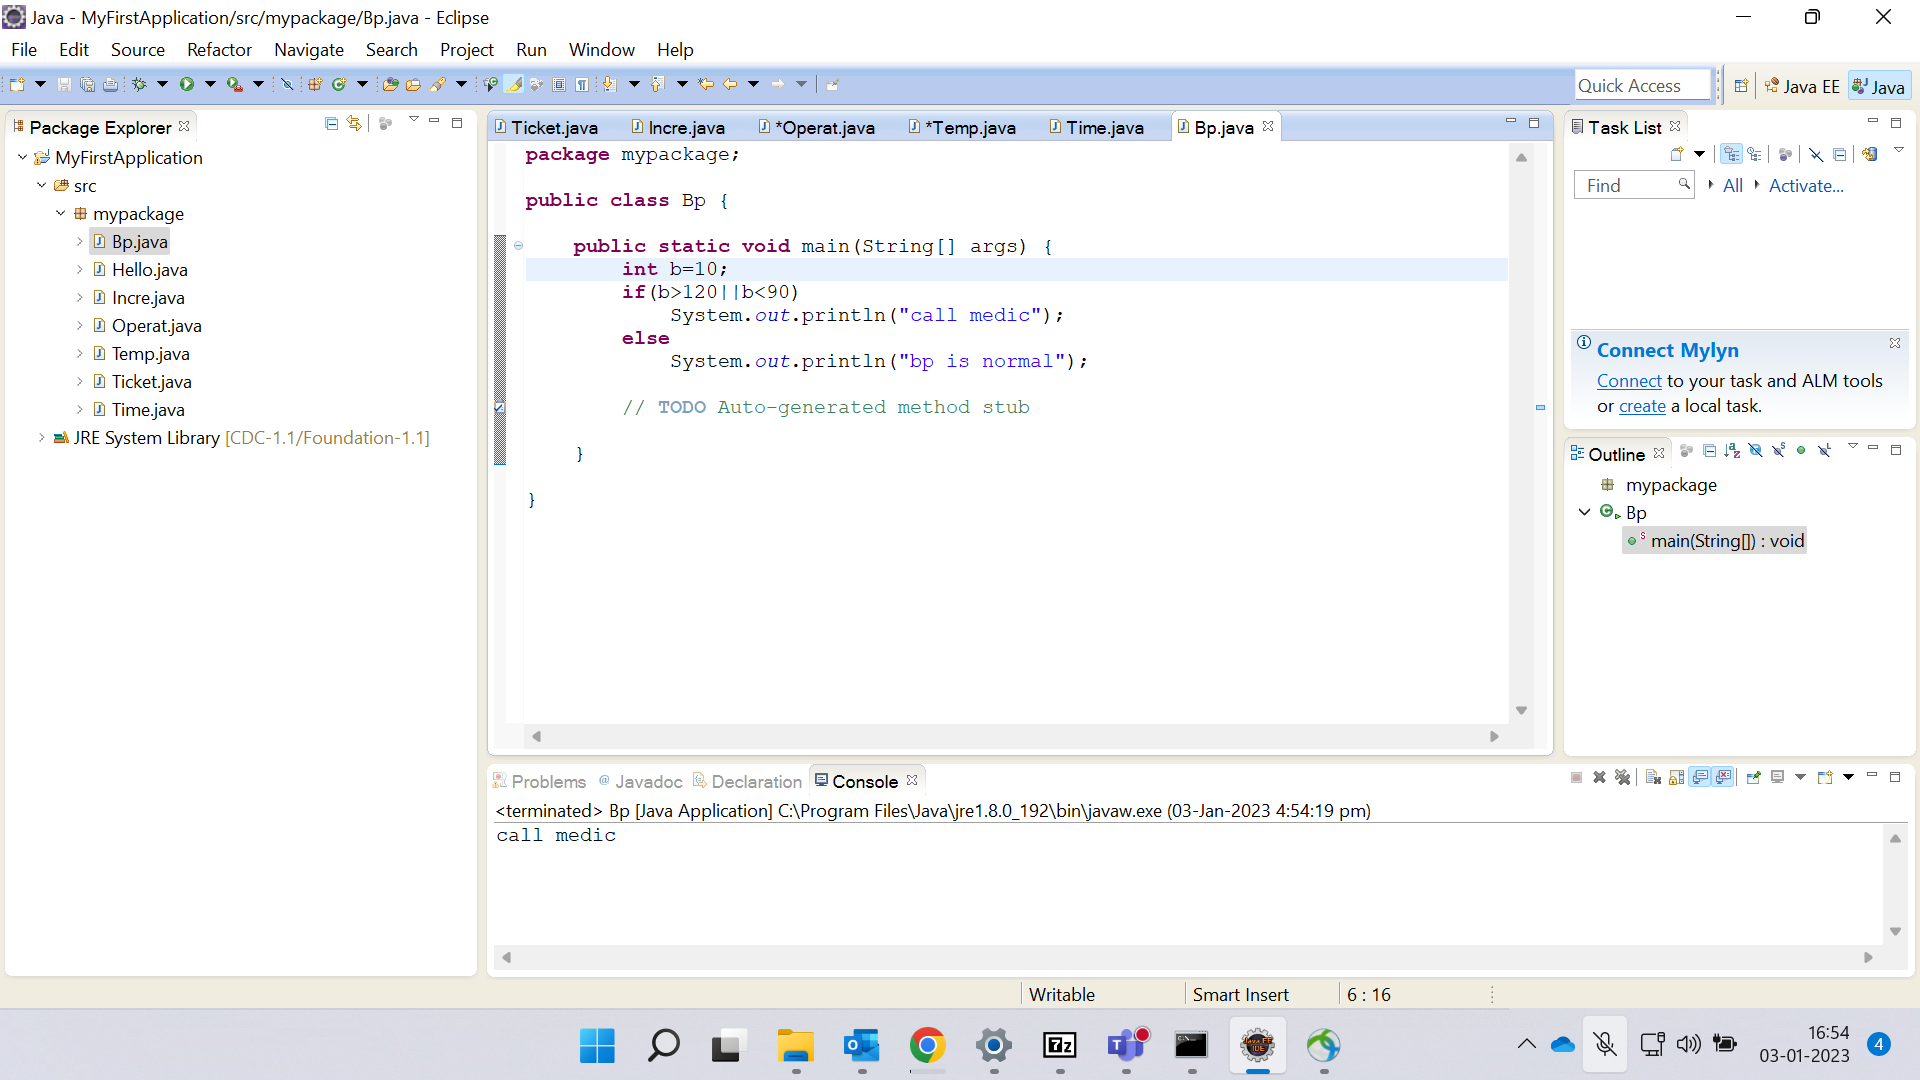 Java - MyFirstApplication/src/mypackage/Bp.java - Eclipse
File Edit Source Refactor Navigate Search Project Run Window Help
Quick Access
Java EE
Java
Package Explorer
MyFirstApplication
src
mypackage
Bp.java
Hello.java
Incre.java
Operat.java
Temp.java
Ticket.java
Time.java
JRE System Library [CDC-1.1/Foundation-1.1]
Ticket.java Incre.java *Operat.java *Temp.java Time.java Bp.java
package mypackage;
public class Bp {
public static void main(String[] args) {
int b=10;
if(b>120||b<90)
System.out.println("call medic");
else
System.out.println("bp is normal");
// TODO Auto-generated method stub
}
}
Task List
Find All Activate...
Connect Mylyn
Connect to your task and ALM tools
or create a local task.
Outline
mypackage
Bp
main(String[]) : void
Problems @ Javadoc Declaration Console
<terminated> Bp [Java Application] C:\Program Files\Java\jre1.8.0_192\bin\javaw.exe (03-Jan-2023 4:54:19 pm)
call medic
Writable Smart Insert 6 : 16
16:54
03-01-2023
4